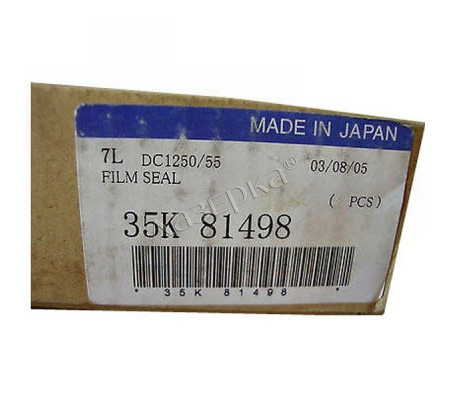 MADE IN JAPAN
7L DC1250/55 03/08/05
FILM SEAL
( PCS)
35K 81498
* 35K 81498 *